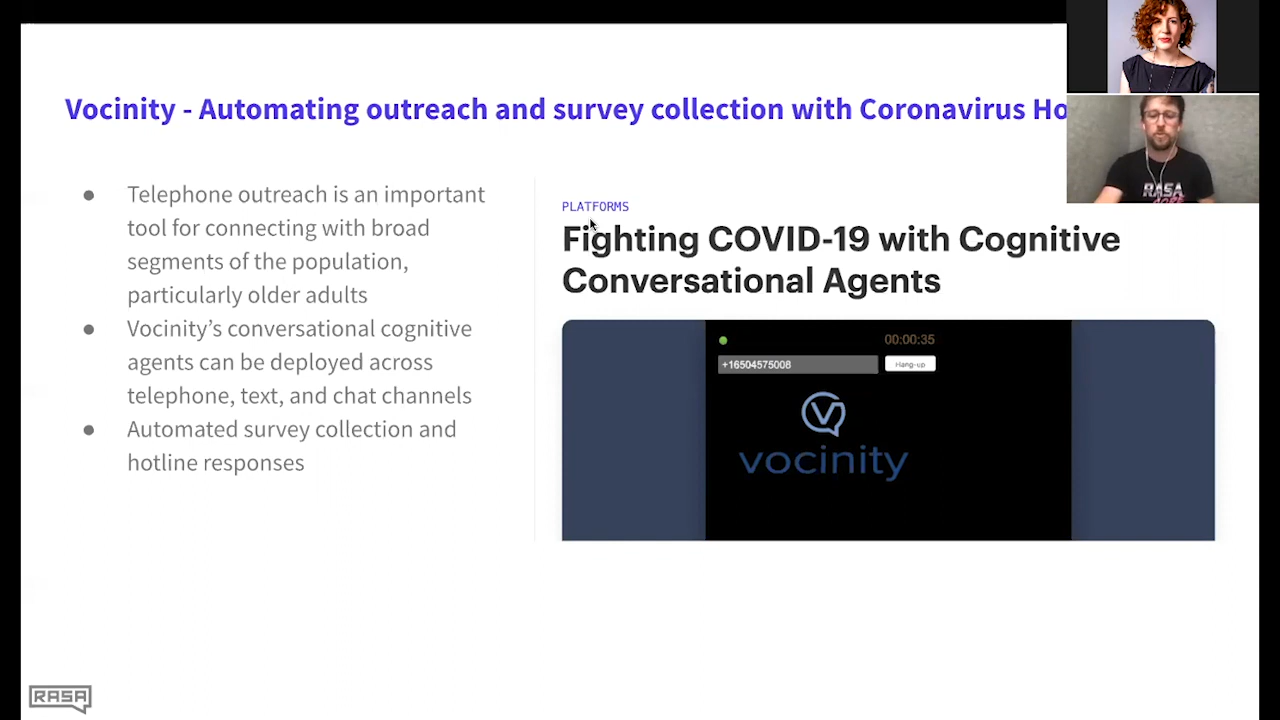 Vocinity - Automating outreach and survey collection with Coronavirus Ho
● Telephone outreach is an important
tool for connecting with broad
segments of the population,
particularly older adults
● Vocinity’s conversational cognitive
agents can be deployed across
telephone, text, and chat channels
● Automated survey collection and
hotline responses
PLATFORMS
Fighting COVID-19 with Cognitive
Conversational Agents
00:00:35
+16504575008
Hang-up
vocinity
RASA
RASA